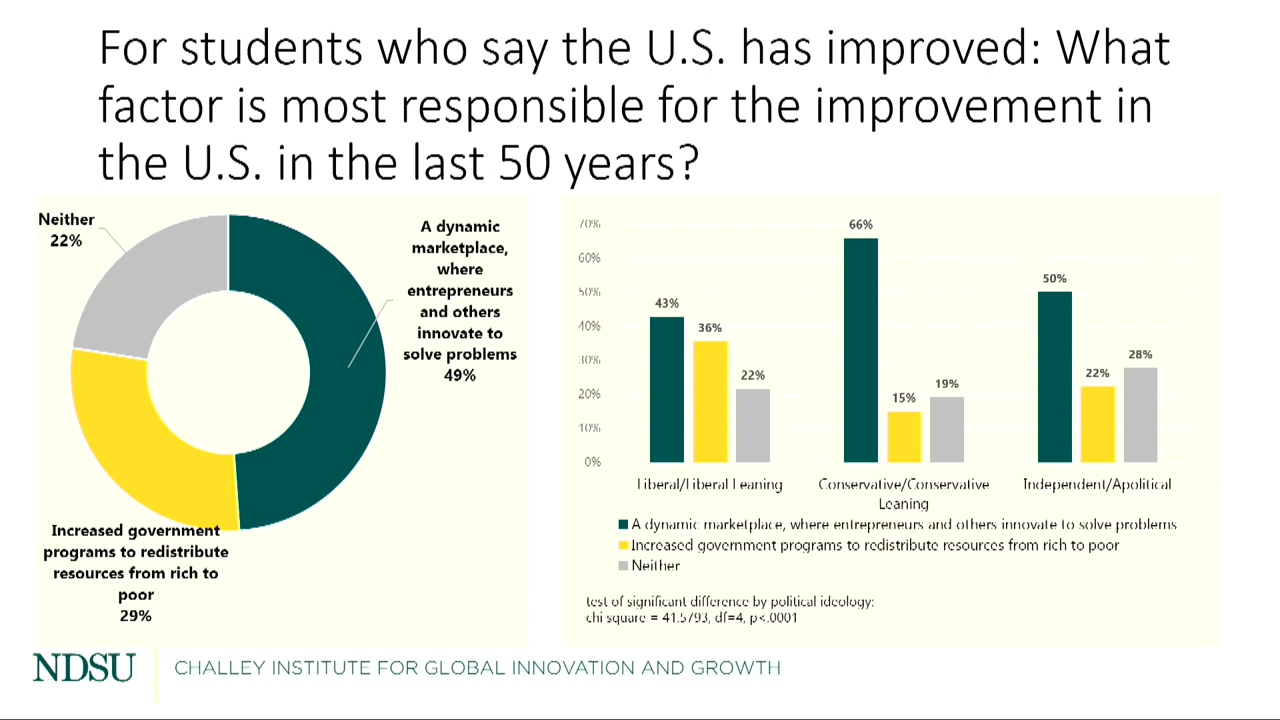 For students who say the U.S. has improved: What
factor is most responsible for the improvement in
the U.S. in the last 50 years?
Neither
22%
A dynamic
marketplace,
where
entrepreneurs
and others
innovate to
solve problems
49%
Increased government
programs to redistribute
resources from rich to
poor
29%
70%
60%
50%
40%
30%
20%
10%
0%
43%
36%
22%
66%
15%
19%
50%
22%
28%
Liberal/Liberal Leaning
Conservative/Conservative
Leaning
Independent/Apolitical
A dynamic marketplace, where entrepreneurs and others innovate to solve problems
Increased government programs to redistribute resources from rich to poor
Neither
test of significant difference by political ideology:
chi square = 41.5793, df=4, p<.0001
NDSU
CHALLEY INSTITUTE FOR GLOBAL INNOVATION AND GROWTH